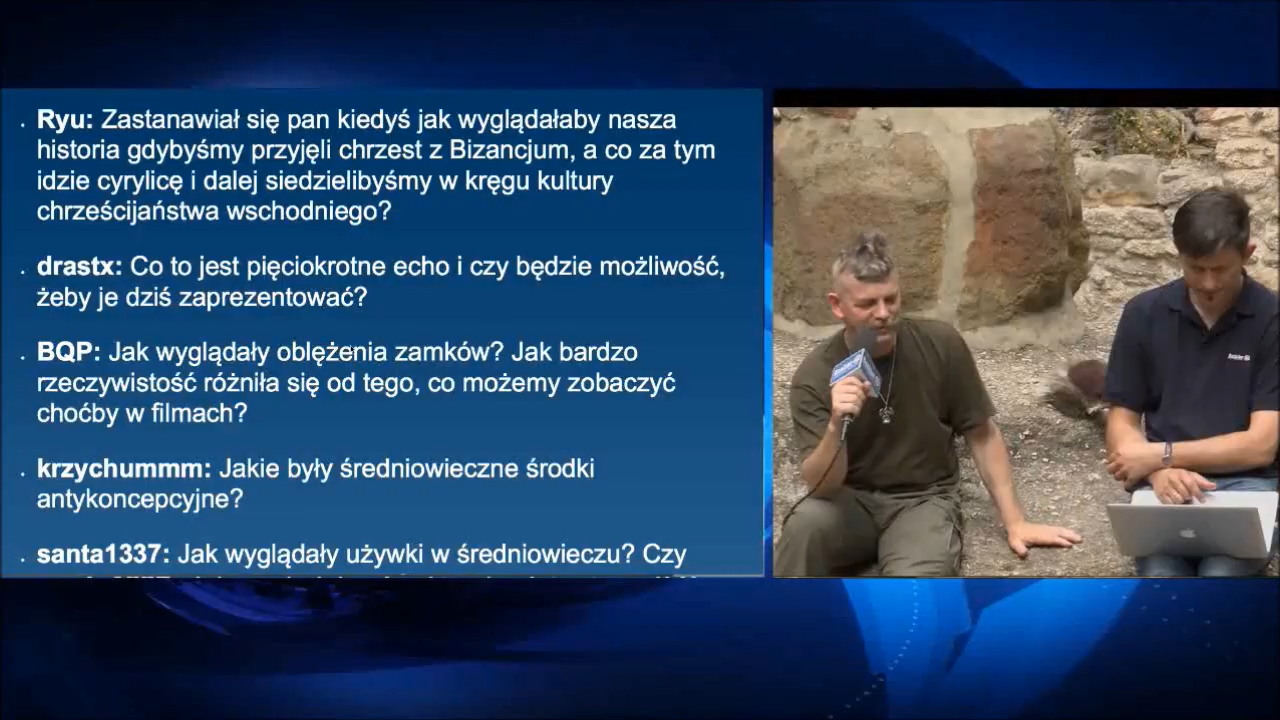 Ryu: Zastanawiał się pan kiedyś jak wyglądałaby nasza
historia gdybyśmy przyjęli chrzest z Bizancjum, a co za tym
idzie cyrylicę i dalej siedzielibyśmy w kręgu kultury
chrześcijaństwa wschodniego?
drastx: Co to jest pięciokrotne echo i czy będzie możliwość,
żeby je dziś zaprezentować?
BQP: Jak wyglądały oblężenia zamków? Jak bardzo
rzeczywistość różniła się od tego, co możemy zobaczyć
choćby w filmach?
krzychummm: Jakie były średniowieczne środki
antykoncepcyjne?
santa1337: Jak wyglądały używki w średniowieczu? Czy